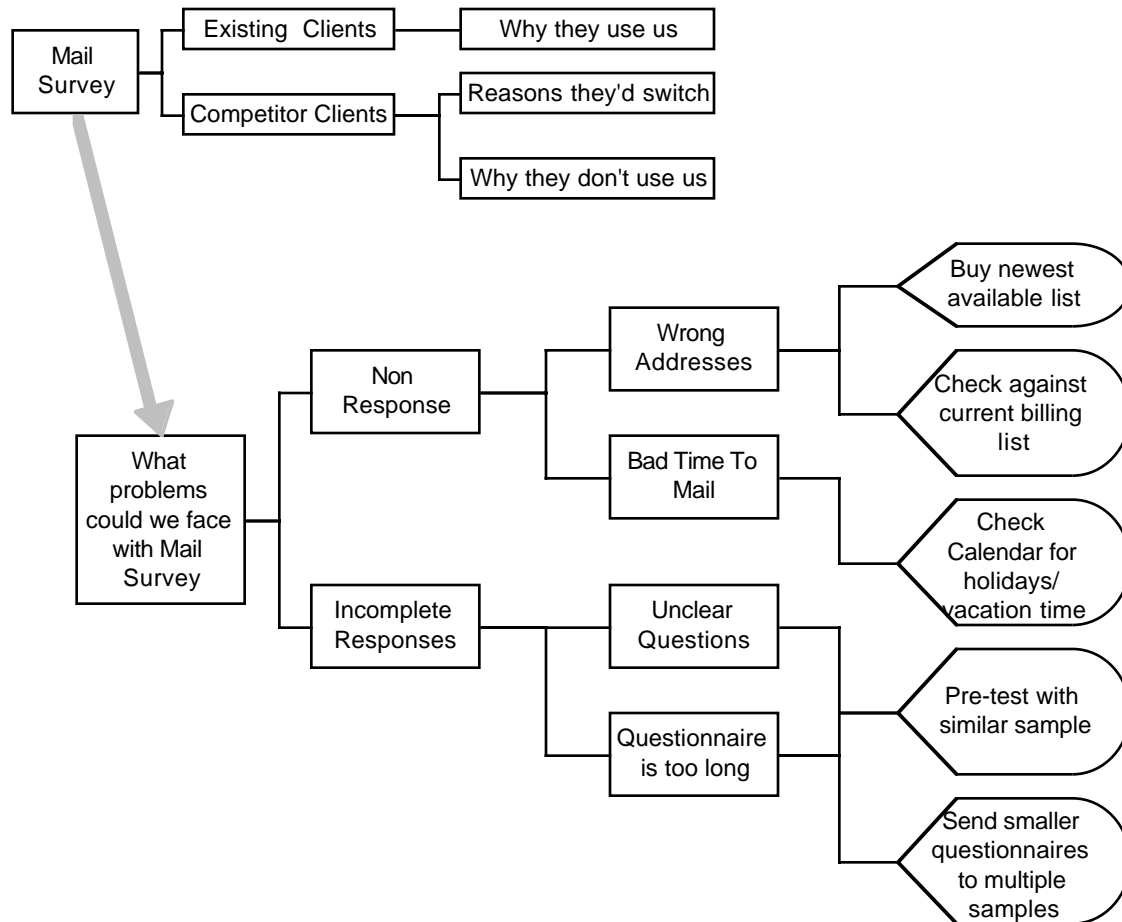 Mail
Survey
Existing Clients
Why they use us
Competitor Clients
Reasons they'd switch
Why they don't use us
What
problems
could we face
with Mail
Survey
Non
Response
Wrong
Addresses
Buy newest
available list
Check against
current billing
list
Bad Time To
Mail
Check
Calendar for
holidays/
vacation time
Incomplete
Responses
Unclear
Questions
Questionnaire
is too long
Pre-test with
similar sample
Send smaller
questionnaires
to multiple
samples